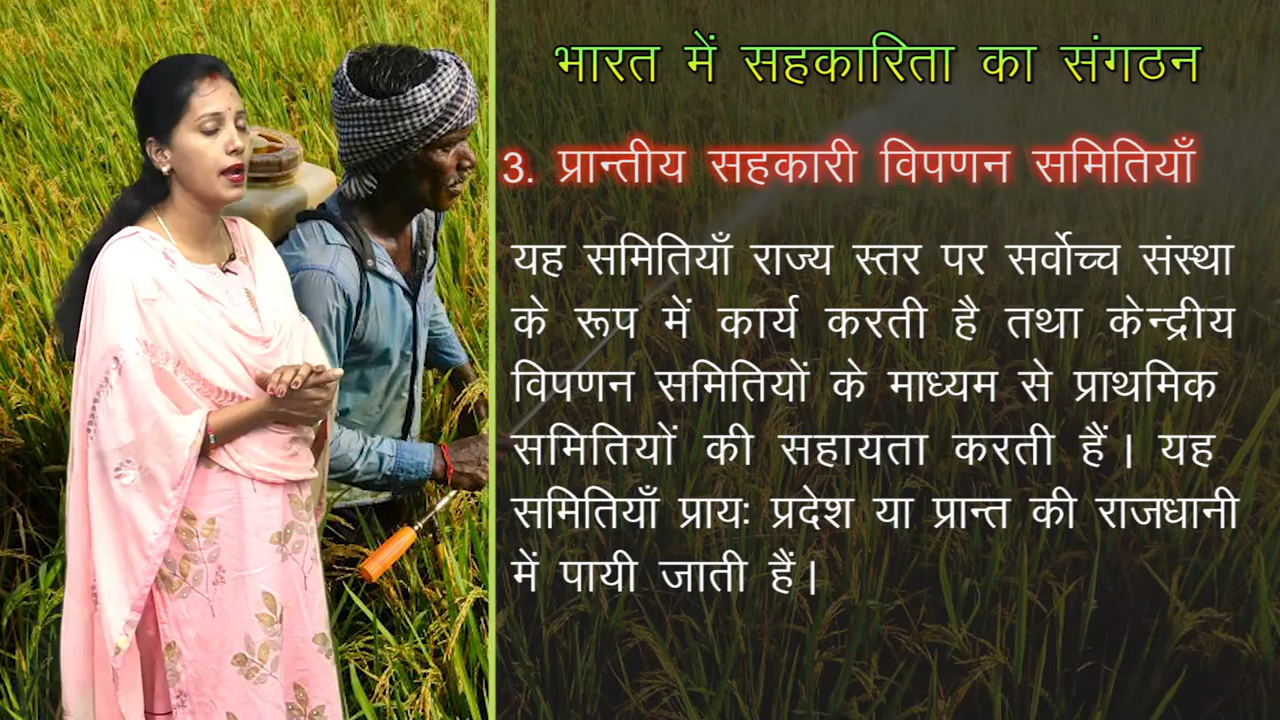 भारत में सहकारिता का संगठन
3. प्रान्तीय सहकारी विपणन समितियाँ
यह समितियाँ राज्य स्तर पर सर्वोच्च संस्था
के रूप में कार्य करती है तथा केन्द्रीय
विपणन समितियों के माध्यम से प्राथमिक
समितियों की सहायता करती हैं। यह
समितियाँ प्रायः प्रदेश या प्रान्त की राजधानी
में पायी जाती हैं।